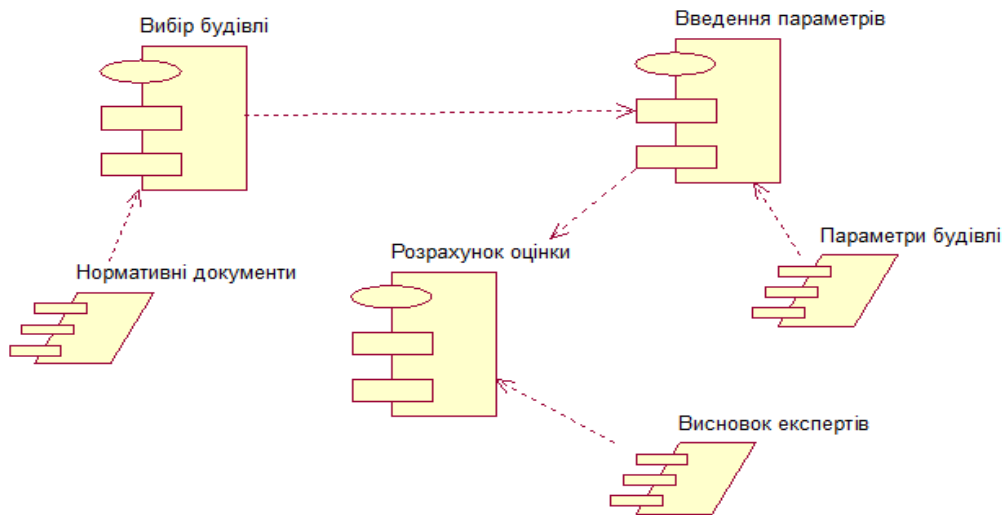 Вибір будівлі
Введення параметрів
Нормативні документи
Розрахунок оцінки
Параметри будівлі
Висновок експертів